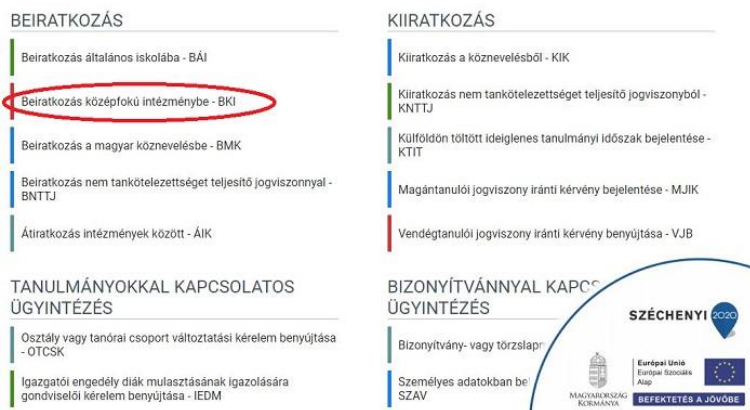 BEIRATKOZÁS
Beiratkozás általános iskolába - BÁI
Beiratkozás középfokú intézménybe - BKI
Beiratkozás a magyar köznevelésbe - BMK
Beiratkozás nem tankötelezettséget teljesítő jogviszonnyal -
BNTTJ
Átiratkozás intézmények között - ÁIK
KIIRATKOZÁS
Kiiratkozás a köznevelésből - KIK
Kiiratkozás nem tankötelezettséget teljesítő jogviszonyból -
KNTTJ
Külföldön töltött ideiglenes tanulmányi időszak bejelentése -
KTIT
Magántanulói jogviszony iránti kérvény bejelentése - MJIK
Vendégtanulói jogviszony iránti kérvény benyújtása - VJB
TANULMÁNYOKKAL KAPCSOLATOS
ÜGYINTÉZÉS
Osztály vagy tanórai csoport változtatási kérelem benyújtása
- OTCSK
Igazgatói engedély diák mulasztásának igazolására
gondviselői kérelem benyújtása - IEDM
BIZONYÍTVÁNNYAL KAPCS
ÜGYINTÉZÉS
Bizonyítvány- vagy törzslapr
Személyes adatokban be
SZAV
SZÉCHENYI 2020
MAGYARORSZÁG
KORMÁNYA
Európai Unió
Európai Szociális
Alap
BEFEKTETÉS A JÖVŐBE